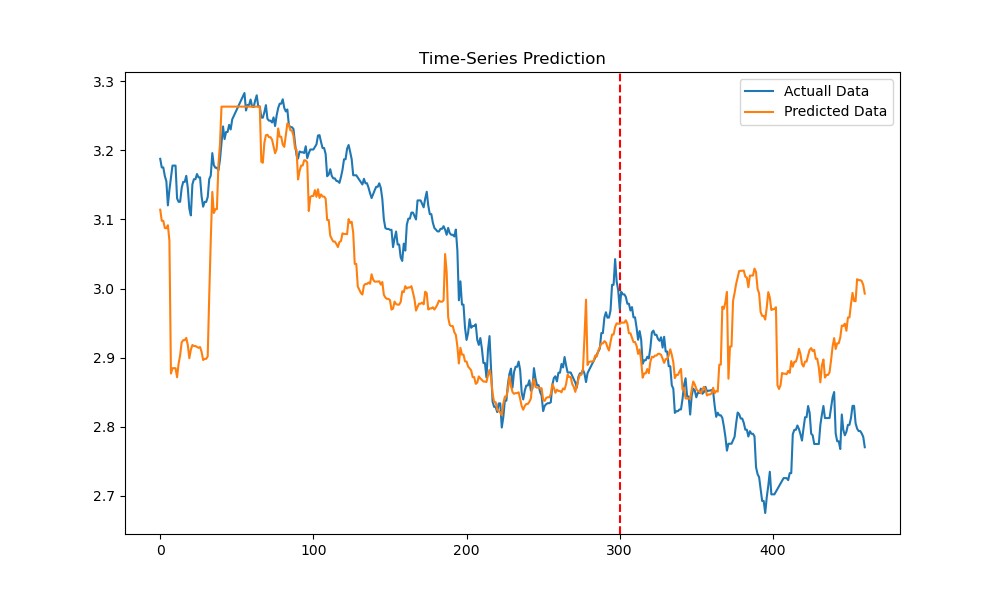 Time-Series Prediction
Actuall Data
Predicted Data
3.3
3.2
3.1
3.0
2.9
2.8
2.7
0 100 200 300 400